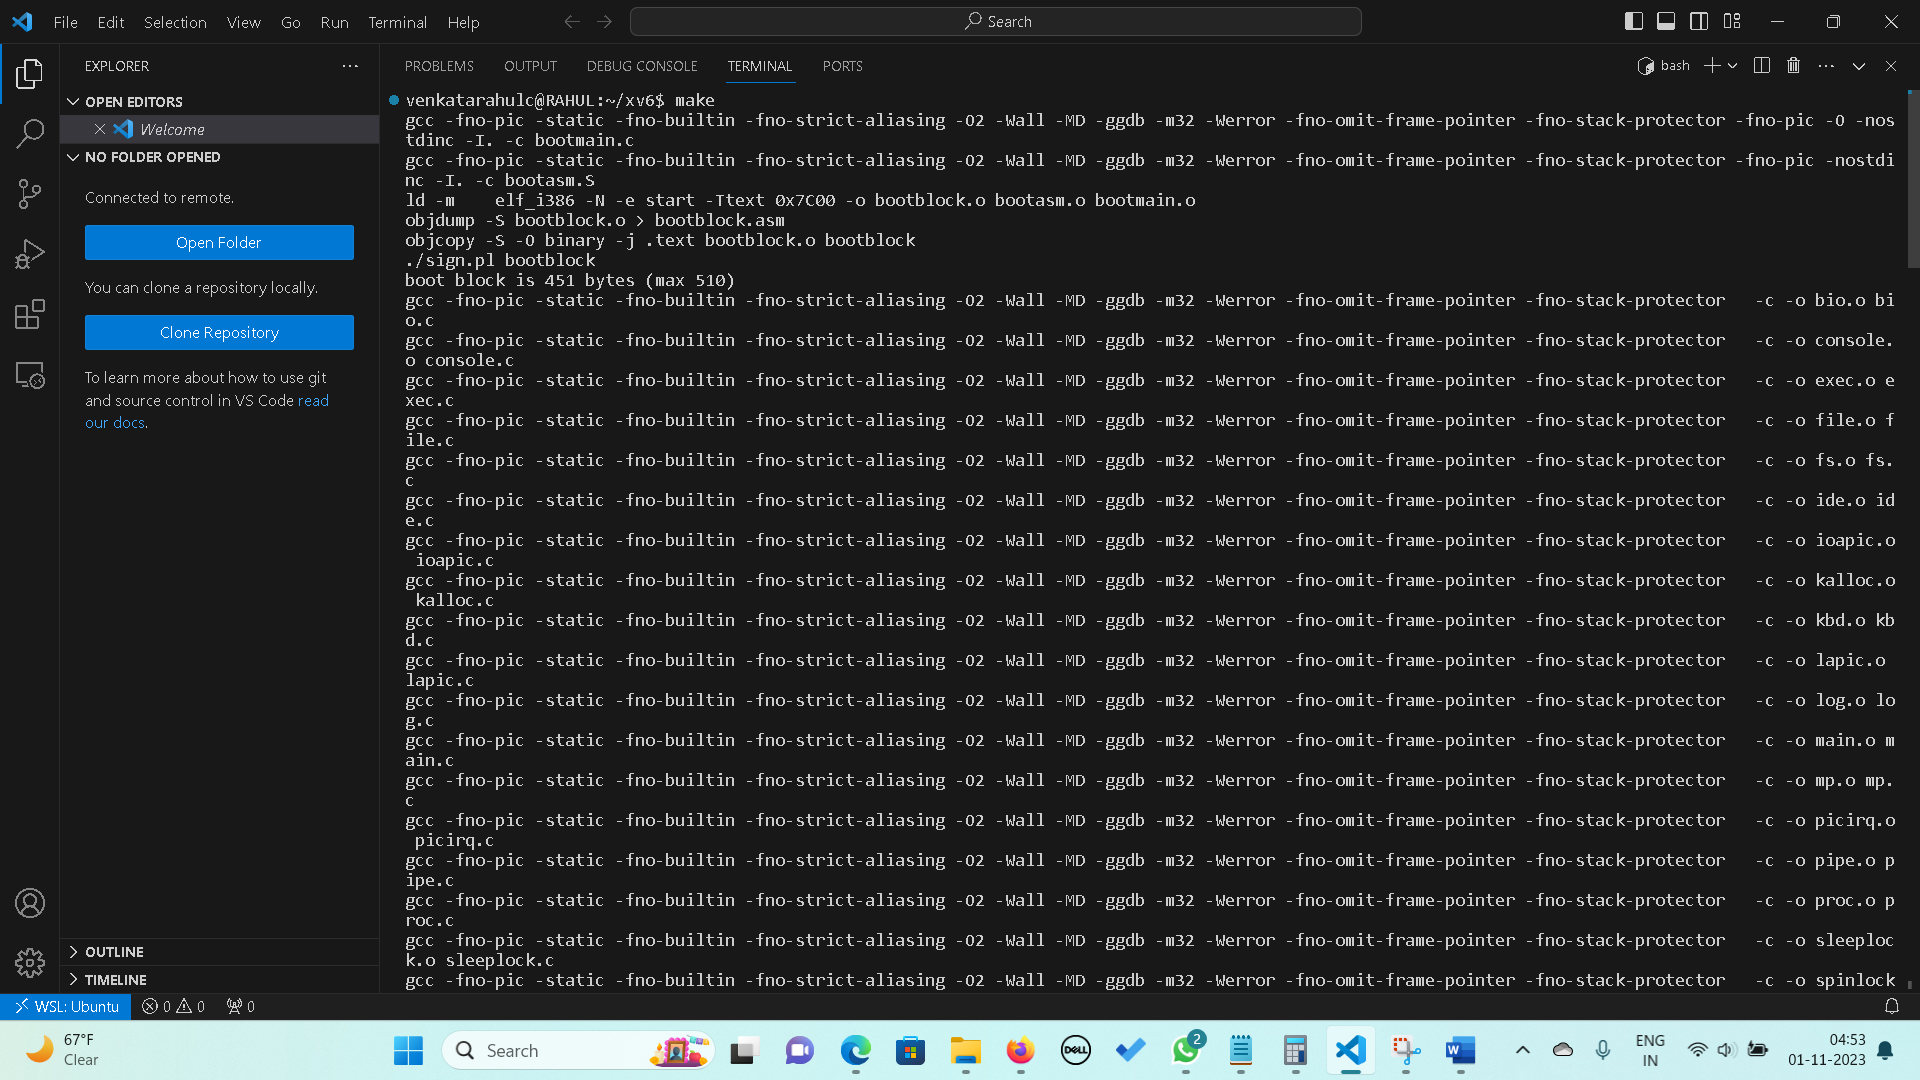 File Edit Selection View Go Run Terminal Help
Search
EXPLORER
OPEN EDITORS
Welcome
NO FOLDER OPENED
Connected to remote.
Open Folder
You can clone a repository locally.
Clone Repository
To learn more about how to use git
and source control in VS Code read
our docs.
OUTLINE
TIMELINE
PROBLEMS OUTPUT DEBUG CONSOLE TERMINAL PORTS
bash
venkatarahulc@RAHUL:~/xv6$ make
gcc -fno-pic -static -fno-builtin -fno-strict-aliasing -O2 -Wall -MD -ggdb -m32 -Werror -fno-omit-frame-pointer -fno-stack-protector -fno-pic -O -nos
tdinc -I. -c bootmain.c
gcc -fno-pic -static -fno-builtin -fno-strict-aliasing -O2 -Wall -MD -ggdb -m32 -Werror -fno-omit-frame-pointer -fno-stack-protector -fno-pic -nostdi
nc -I. -c bootasm.S
ld -m    elf_i386 -N -e start -Ttext 0x7C00 -o bootblock.o bootasm.o bootmain.o
objdump -S bootblock.o > bootblock.asm
objcopy -S -O binary -j .text bootblock.o bootblock
./sign.pl bootblock
boot block is 451 bytes (max 510)
gcc -fno-pic -static -fno-builtin -fno-strict-aliasing -O2 -Wall -MD -ggdb -m32 -Werror -fno-omit-frame-pointer -fno-stack-protector   -c -o bio.o bi
o.c
gcc -fno-pic -static -fno-builtin -fno-strict-aliasing -O2 -Wall -MD -ggdb -m32 -Werror -fno-omit-frame-pointer -fno-stack-protector   -c -o console.
o console.c
gcc -fno-pic -static -fno-builtin -fno-strict-aliasing -O2 -Wall -MD -ggdb -m32 -Werror -fno-omit-frame-pointer -fno-stack-protector   -c -o exec.o e
xec.c
gcc -fno-pic -static -fno-builtin -fno-strict-aliasing -O2 -Wall -MD -ggdb -m32 -Werror -fno-omit-frame-pointer -fno-stack-protector   -c -o file.o f
ile.c
gcc -fno-pic -static -fno-builtin -fno-strict-aliasing -O2 -Wall -MD -ggdb -m32 -Werror -fno-omit-frame-pointer -fno-stack-protector   -c -o fs.o fs.
c
gcc -fno-pic -static -fno-builtin -fno-strict-aliasing -O2 -Wall -MD -ggdb -m32 -Werror -fno-omit-frame-pointer -fno-stack-protector   -c -o ide.o id
e.c
gcc -fno-pic -static -fno-builtin -fno-strict-aliasing -O2 -Wall -MD -ggdb -m32 -Werror -fno-omit-frame-pointer -fno-stack-protector   -c -o ioapic.o
 ioapic.c
gcc -fno-pic -static -fno-builtin -fno-strict-aliasing -O2 -Wall -MD -ggdb -m32 -Werror -fno-omit-frame-pointer -fno-stack-protector   -c -o kalloc.o
 kalloc.c
gcc -fno-pic -static -fno-builtin -fno-strict-aliasing -O2 -Wall -MD -ggdb -m32 -Werror -fno-omit-frame-pointer -fno-stack-protector   -c -o kbd.o kb
d.c
gcc -fno-pic -static -fno-builtin -fno-strict-aliasing -O2 -Wall -MD -ggdb -m32 -Werror -fno-omit-frame-pointer -fno-stack-protector   -c -o lapic.o
lapic.c
gcc -fno-pic -static -fno-builtin -fno-strict-aliasing -O2 -Wall -MD -ggdb -m32 -Werror -fno-omit-frame-pointer -fno-stack-protector   -c -o log.o lo
g.c
gcc -fno-pic -static -fno-builtin -fno-strict-aliasing -O2 -Wall -MD -ggdb -m32 -Werror -fno-omit-frame-pointer -fno-stack-protector   -c -o main.o m
ain.c
gcc -fno-pic -static -fno-builtin -fno-strict-aliasing -O2 -Wall -MD -ggdb -m32 -Werror -fno-omit-frame-pointer -fno-stack-protector   -c -o mp.o mp.
c
gcc -fno-pic -static -fno-builtin -fno-strict-aliasing -O2 -Wall -MD -ggdb -m32 -Werror -fno-omit-frame-pointer -fno-stack-protector   -c -o picirq.o
 picirq.c
gcc -fno-pic -static -fno-builtin -fno-strict-aliasing -O2 -Wall -MD -ggdb -m32 -Werror -fno-omit-frame-pointer -fno-stack-protector   -c -o pipe.o p
ipe.c
gcc -fno-pic -static -fno-builtin -fno-strict-aliasing -O2 -Wall -MD -ggdb -m32 -Werror -fno-omit-frame-pointer -fno-stack-protector   -c -o proc.o p
roc.c
gcc -fno-pic -static -fno-builtin -fno-strict-aliasing -O2 -Wall -MD -ggdb -m32 -Werror -fno-omit-frame-pointer -fno-stack-protector   -c -o sleeploc
k.o sleeplock.c
gcc -fno-pic -static -fno-builtin -fno-strict-aliasing -O2 -Wall -MD -ggdb -m32 -Werror -fno-omit-frame-pointer -fno-stack-protector   -c -o spinlock
WSL: Ubuntu 0 0 0
67°F
Clear
Search
DELL
2
W
ENG
IN
04:53
01-11-2023